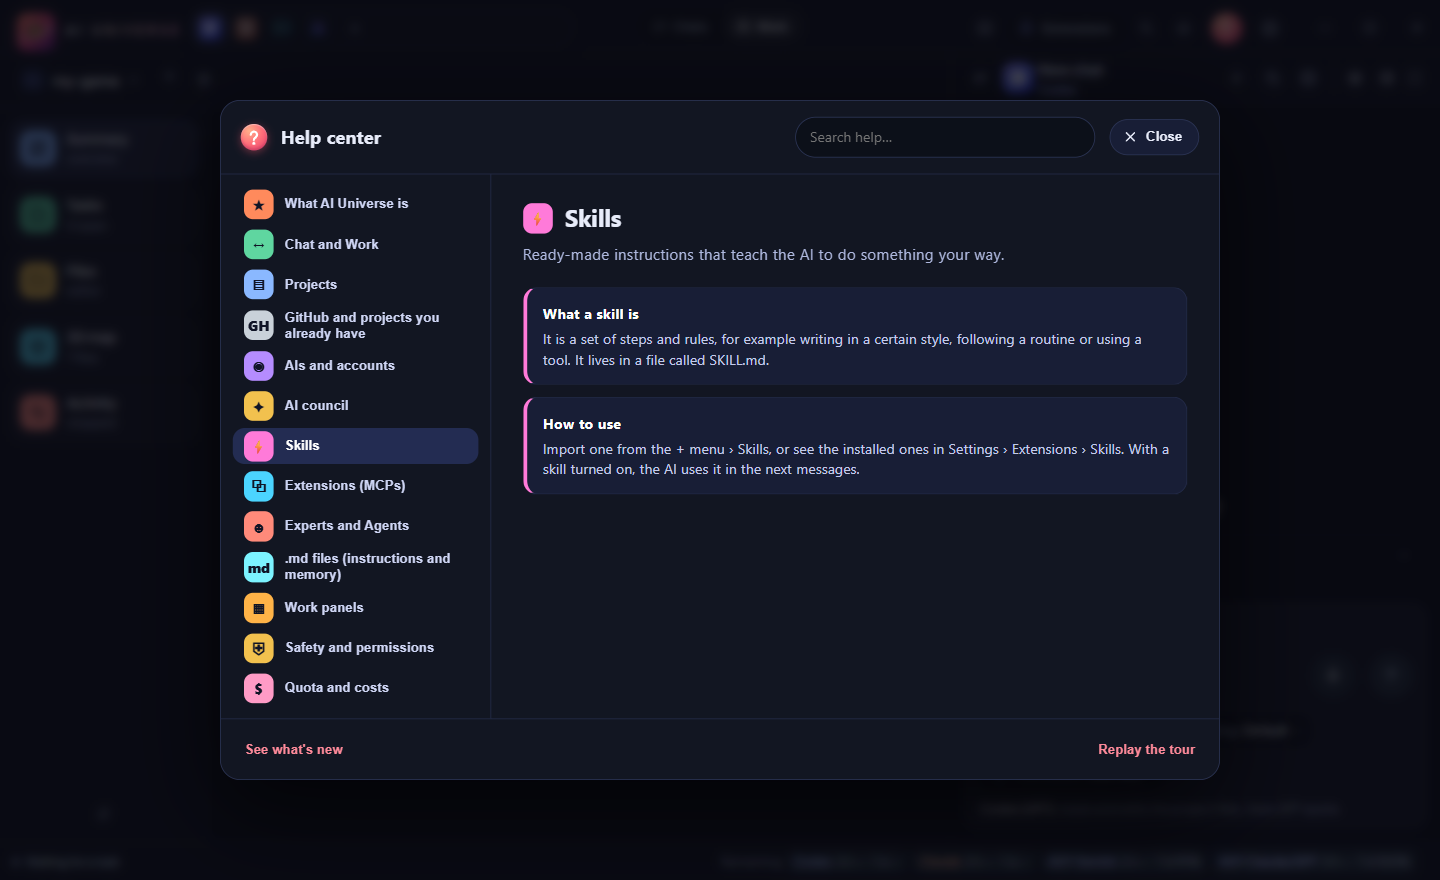 ?
Help center
Search help...
Close
What AI Universe is
Chat and Work
Projects
GH
GitHub and projects you
already have
AIs and accounts
AI council
Skills
Extensions (MCPs)
Experts and Agents
md
.md files (instructions and
memory)
Work panels
Safety and permissions
$
Quota and costs
Skills
Ready-made instructions that teach the AI to do something your way.
What a skill is
It is a set of steps and rules, for example writing in a certain style, following a routine or using a
tool. It lives in a file called SKILL.md.
How to use
Import one from the + menu › Skills, or see the installed ones in Settings › Extensions › Skills. With a
skill turned on, the AI uses it in the next messages.
See what's new
Replay the tour